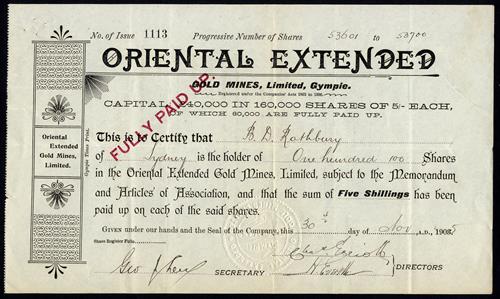 No. of Issue 1113 Progressive Number of Shares 53601 to 53700
ORIENTAL EXTENDED
GOLD MINES, Limited, Gympie.
Registered under the Companies' Acts 1863 to 1896.
CAPITAL £40,000 IN 160,000 SHARES OF 5/- EACH,
OF WHICH 60,000 ARE FULLY PAID UP.
FULLY PAID UP.
This is to Certify that B. D. Rothbury
of Sydney is the holder of One hundred 100 Shares
in the Oriental Extended Gold Mines, Limited, subject to the Memorandum
and Articles of Association, and that the sum of Five Shillings has been
paid up on each of the said shares.
Oriental
Extended
Gold Mines,
Limited.
Gympie Times Print.
Given under our hands and the Seal of the Company, this 30th day of Nov A.D., 1905
Share Register Folio
SECRETARY
DIRECTORS